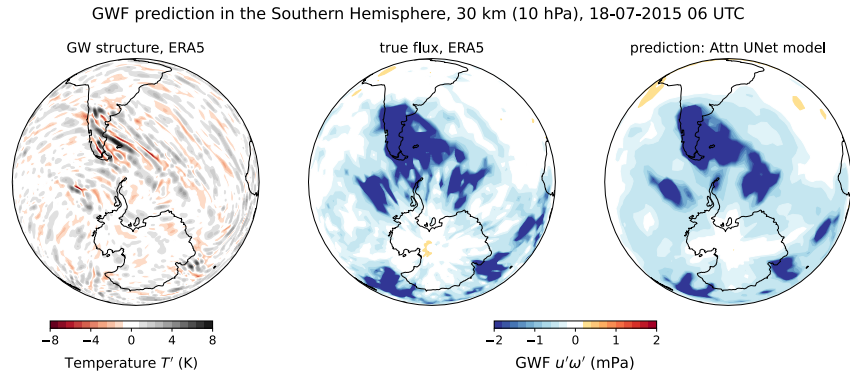 GWF prediction in the Southern Hemisphere, 30 km (10 hPa), 18-07-2015 06 UTC
GW structure, ERA5
true flux, ERA5
prediction: Attn UNet model
−8 −4 0 4 8
Temperature T′ (K)
−2 −1 0 1 2
GWF u′ω′ (mPa)